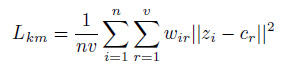 L_{km} = \frac{1}{nv} \sum_{i=1}^{n} \sum_{r=1}^{v} w_{ir} ||z_i - c_r||^2